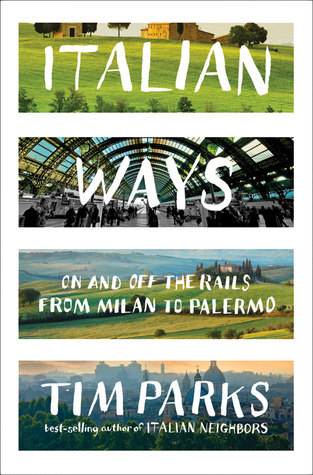 ITALIAN
WAYS
ON AND OFF THE RAILS
FROM MILAN TO PALERMO
TIM PARKS
best-selling author of ITALIAN NEIGHBORS